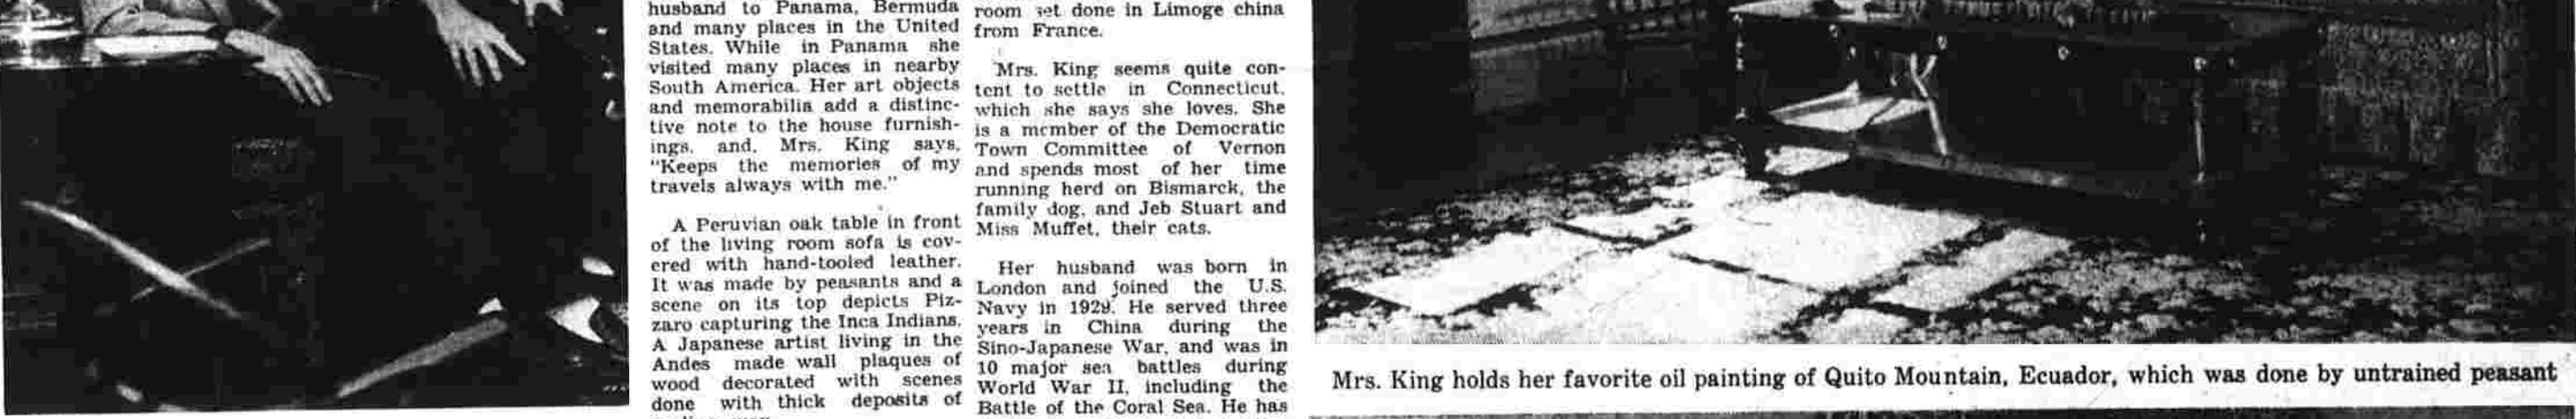 husband to Panama, Bermuda
and many places in the United
States. While in Panama she
visited many places in nearby
South America. Her art objects
and memorabilia add a distinc-
tive note to the house furnish-
ings, and, Mrs. King says,
"Keeps the memories of my
travels always with me."
A Peruvian oak table in front
of the living room sofa is cov-
ered with hand-tooled leather.
It was made by peasants and a
scene on its top depicts Piz-
zaro capturing the Inca Indians.
A Japanese artist living in the
Andes made wall plaques of
wood decorated with scenes
done with thick deposits of
room set done in Limoge china
from France.
Mrs. King seems quite con-
tent to settle in Connecticut,
which she says she loves. She
is a member of the Democratic
Town Committee of Vernon
and spends most of her time
running herd on Bismarck, the
family dog, and Jeb Stuart and
Miss Muffet, their cats.
Her husband was born in
London and joined the U.S.
Navy in 1929. He served three
years in China during the
Sino-Japanese War, and was in
10 major sea battles during
World War II, including the
Battle of the Coral Sea. He has
Mrs. King holds her favorite oil painting of Quito Mountain, Ecuador, which was done by untrained peasant